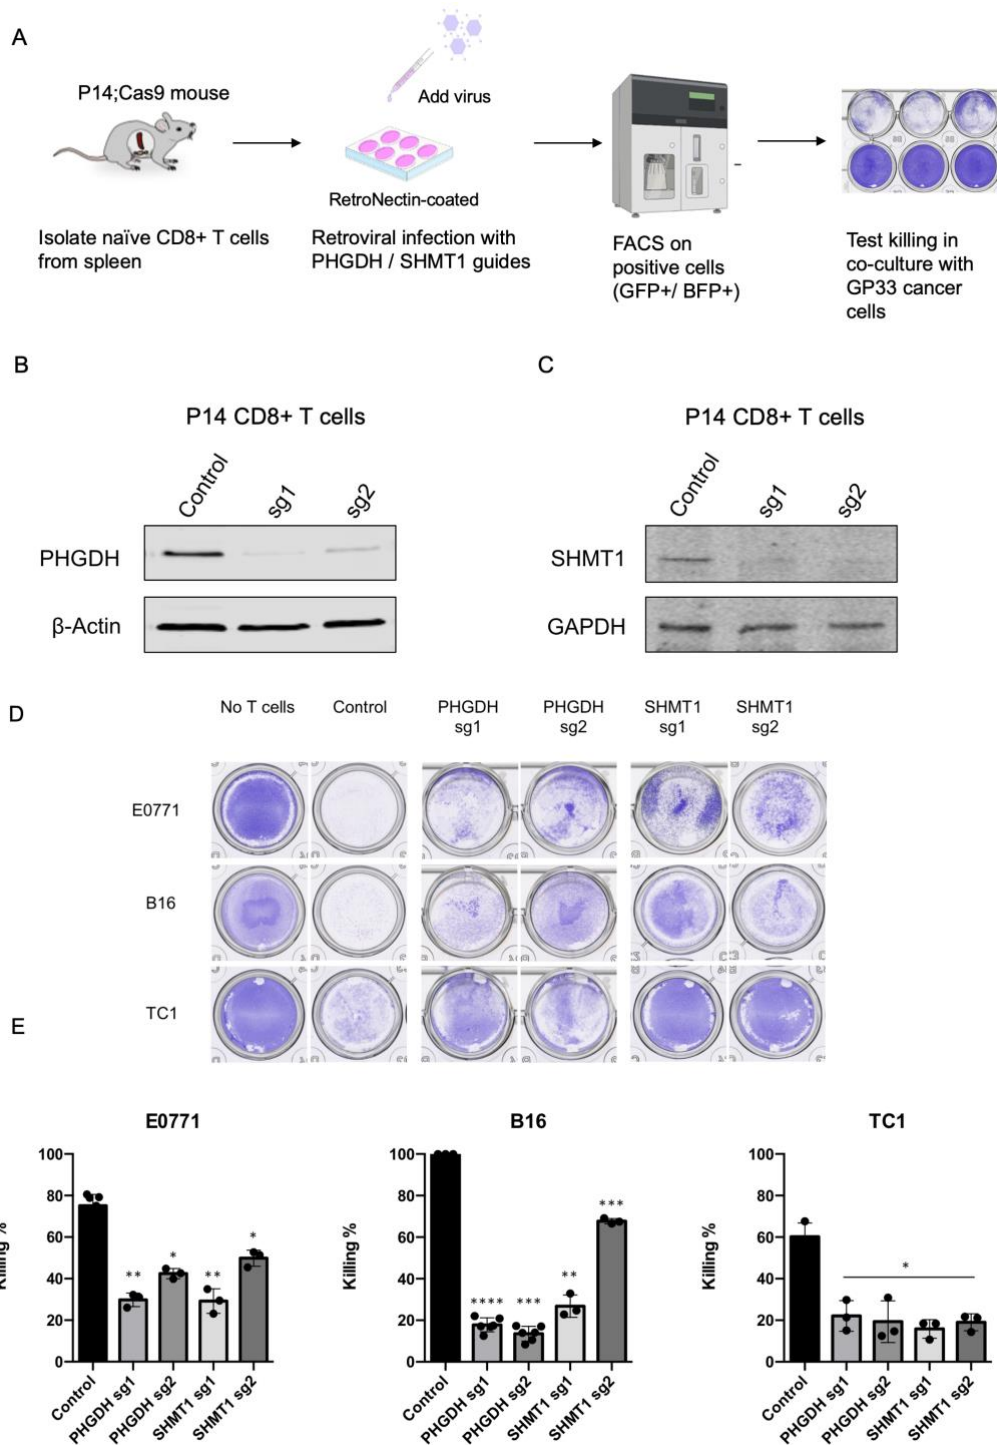 A
P14;Cas9 mouse
Add virus
RetroNectin-coated
Isolate naïve CD8+ T cells
from spleen
Retroviral infection with
PHGDH / SHMT1 guides
FACS on
positive cells
(GFP+/ BFP+)
Test killing in
co-culture with
GP33 cancer
cells
B
P14 CD8+ T cells
Control
sg1
sg2
PHGDH
β-Actin
C
P14 CD8+ T cells
Control
sg1
sg2
SHMT1
GAPDH
D
No T cells
Control
PHGDH
sg1
PHGDH
sg2
SHMT1
sg1
SHMT1
sg2
E0771
B16
TC1
E
E0771
Killing %
100
80
60
40
20
0
**
*
**
*
Control
PHGDH sg1
PHGDH sg2
SHMT1 sg1
SHMT1 sg2
B16
Killing %
100
80
60
40
20
0
****
***
**
***
Control
PHGDH sg1
PHGDH sg2
SHMT1 sg1
SHMT1 sg2
TC1
Killing %
100
80
60
40
20
0
*
Control
PHGDH sg1
PHGDH sg2
SHMT1 sg1
SHMT1 sg2